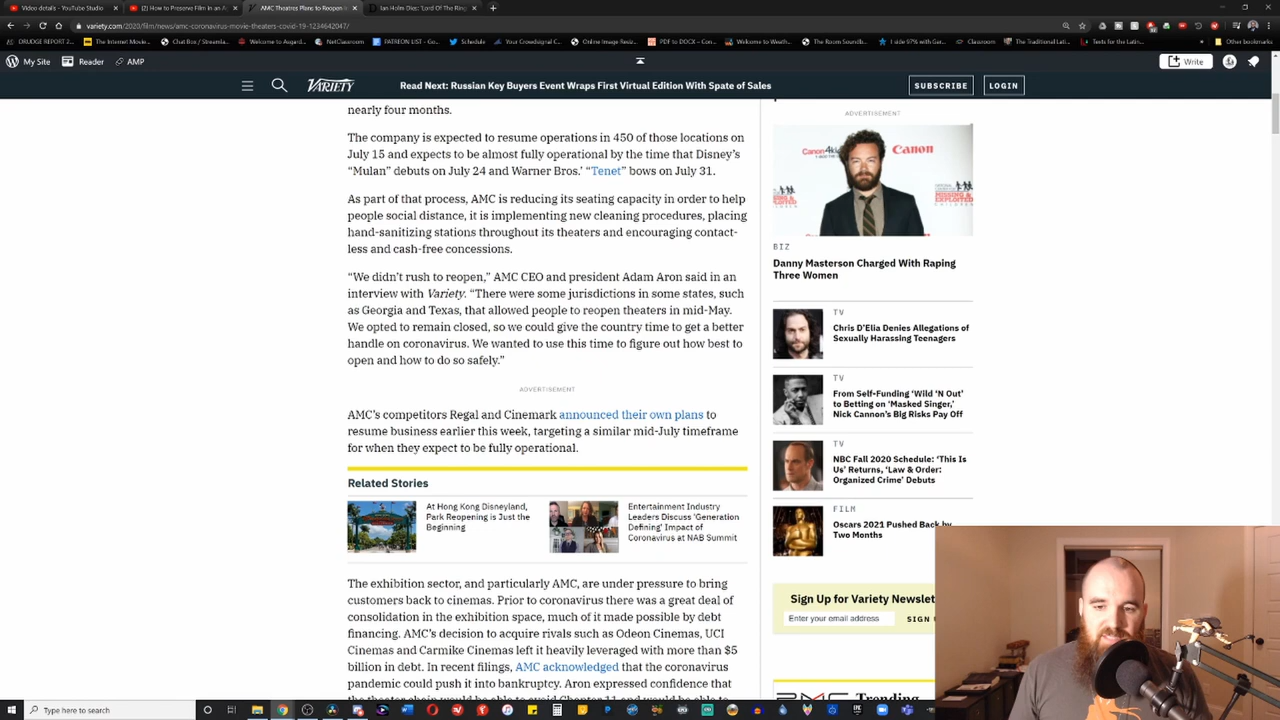 Video details - YouTube Studio
(2) How to Preserve Film in an A
AMC Theatres Plans to Reopen
Ian Holm Dies: 'Lord Of The Ring
variety.com/2020/film/news/amc-coronavirus-movie-theaters-covid-19-1234642047/
DRUDGE REPORT 2
The Internet Movie...
Chat Box / Streamla...
Welcome to Asgard...
NetClassroom
PATREON LIST - Go...
Schedule
Your Crowdsignal C...
Online Image Resiz...
PDF to DOCX – Con...
Welcome to Weath...
The Room Soundb...
I side 97% with Gar...
Classroom
The Traditional Lati...
Texts for the Latin...
Other bookmarks
My Site
Reader
AMP
Write
VARIETY
Read Next: Russian Key Buyers Event Wraps First Virtual Edition With Spate of Sales
SUBSCRIBE
LOGIN
nearly four months.
The company is expected to resume operations in 450 of those locations on
July 15 and expects to be almost fully operational by the time that Disney's
“Mulan” debuts on July 24 and Warner Bros.’ “Tenet” bows on July 31.
As part of that process, AMC is reducing its seating capacity in order to help
people social distance, it is implementing new cleaning procedures, placing
hand-sanitizing stations throughout its theaters and encouraging contact-
less and cash-free concessions.
“We didn’t rush to reopen,” AMC CEO and president Adam Aron said in an
interview with Variety. “There were some jurisdictions in some states, such
as Georgia and Texas, that allowed people to reopen theaters in mid-May.
We opted to remain closed, so we could give the country time to get a better
handle on coronavirus. We wanted to use this time to figure out how best to
open and how to do so safely.”
ADVERTISEMENT
AMC’s competitors Regal and Cinemark announced their own plans to
resume business earlier this week, targeting a similar mid-July timeframe
for when they expect to be fully operational.
Related Stories
At Hong Kong Disneyland,
Park Reopening is Just the
Beginning
Entertainment Industry
Leaders Discuss 'Generation
Defining' Impact of
Coronavirus at NAB Summit
The exhibition sector, and particularly AMC, are under pressure to bring
customers back to cinemas. Prior to coronavirus there was a great deal of
consolidation in the exhibition space, much of it made possible by debt
financing. AMC’s decision to acquire rivals such as Odeon Cinemas, UCI
Cinemas and Carmike Cinemas left it heavily leveraged with more than $5
billion in debt. In recent filings, AMC acknowledged that the coronavirus
pandemic could push it into bankruptcy. Aron expressed confidence that
the theater chain would be able to avoid Chapter 11 and would be able to
ADVERTISEMENT
Canon
BIZ
Danny Masterson Charged With Raping
Three Women
TV
Chris D’Elia Denies Allegations of
Sexually Harassing Teenagers
TV
From Self-Funding ‘Wild ’N Out’
to Betting on ‘Masked Singer,’
Nick Cannon’s Big Risks Pay Off
TV
NBC Fall 2020 Schedule: ‘This Is
Us’ Returns, ‘Law & Order:
Organized Crime’ Debuts
FILM
Oscars 2021 Pushed Back by
Two Months
Sign Up for Variety Newslet
Enter your email address
SIGN
PMC Trending
Type here to search